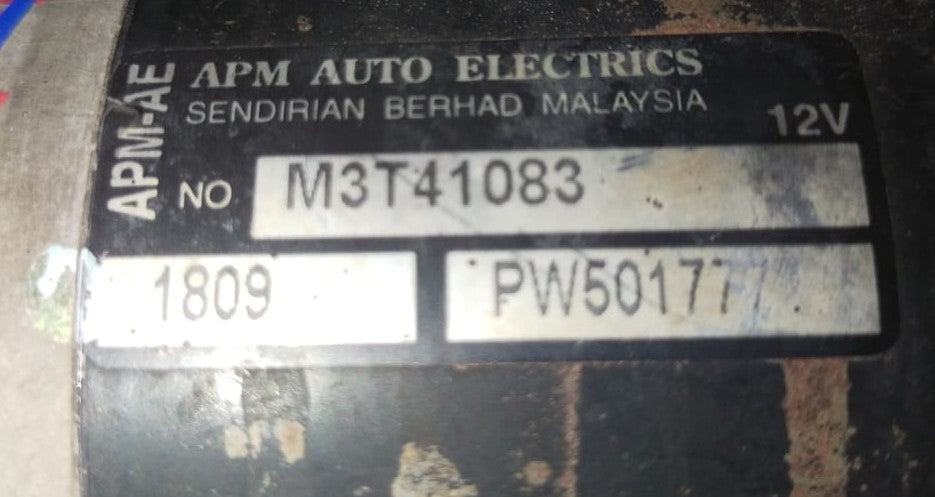 APM-AE
APM AUTO ELECTRICS
SENDIRIAN BERHAD MALAYSIA
12V
NO M3T41083
1809